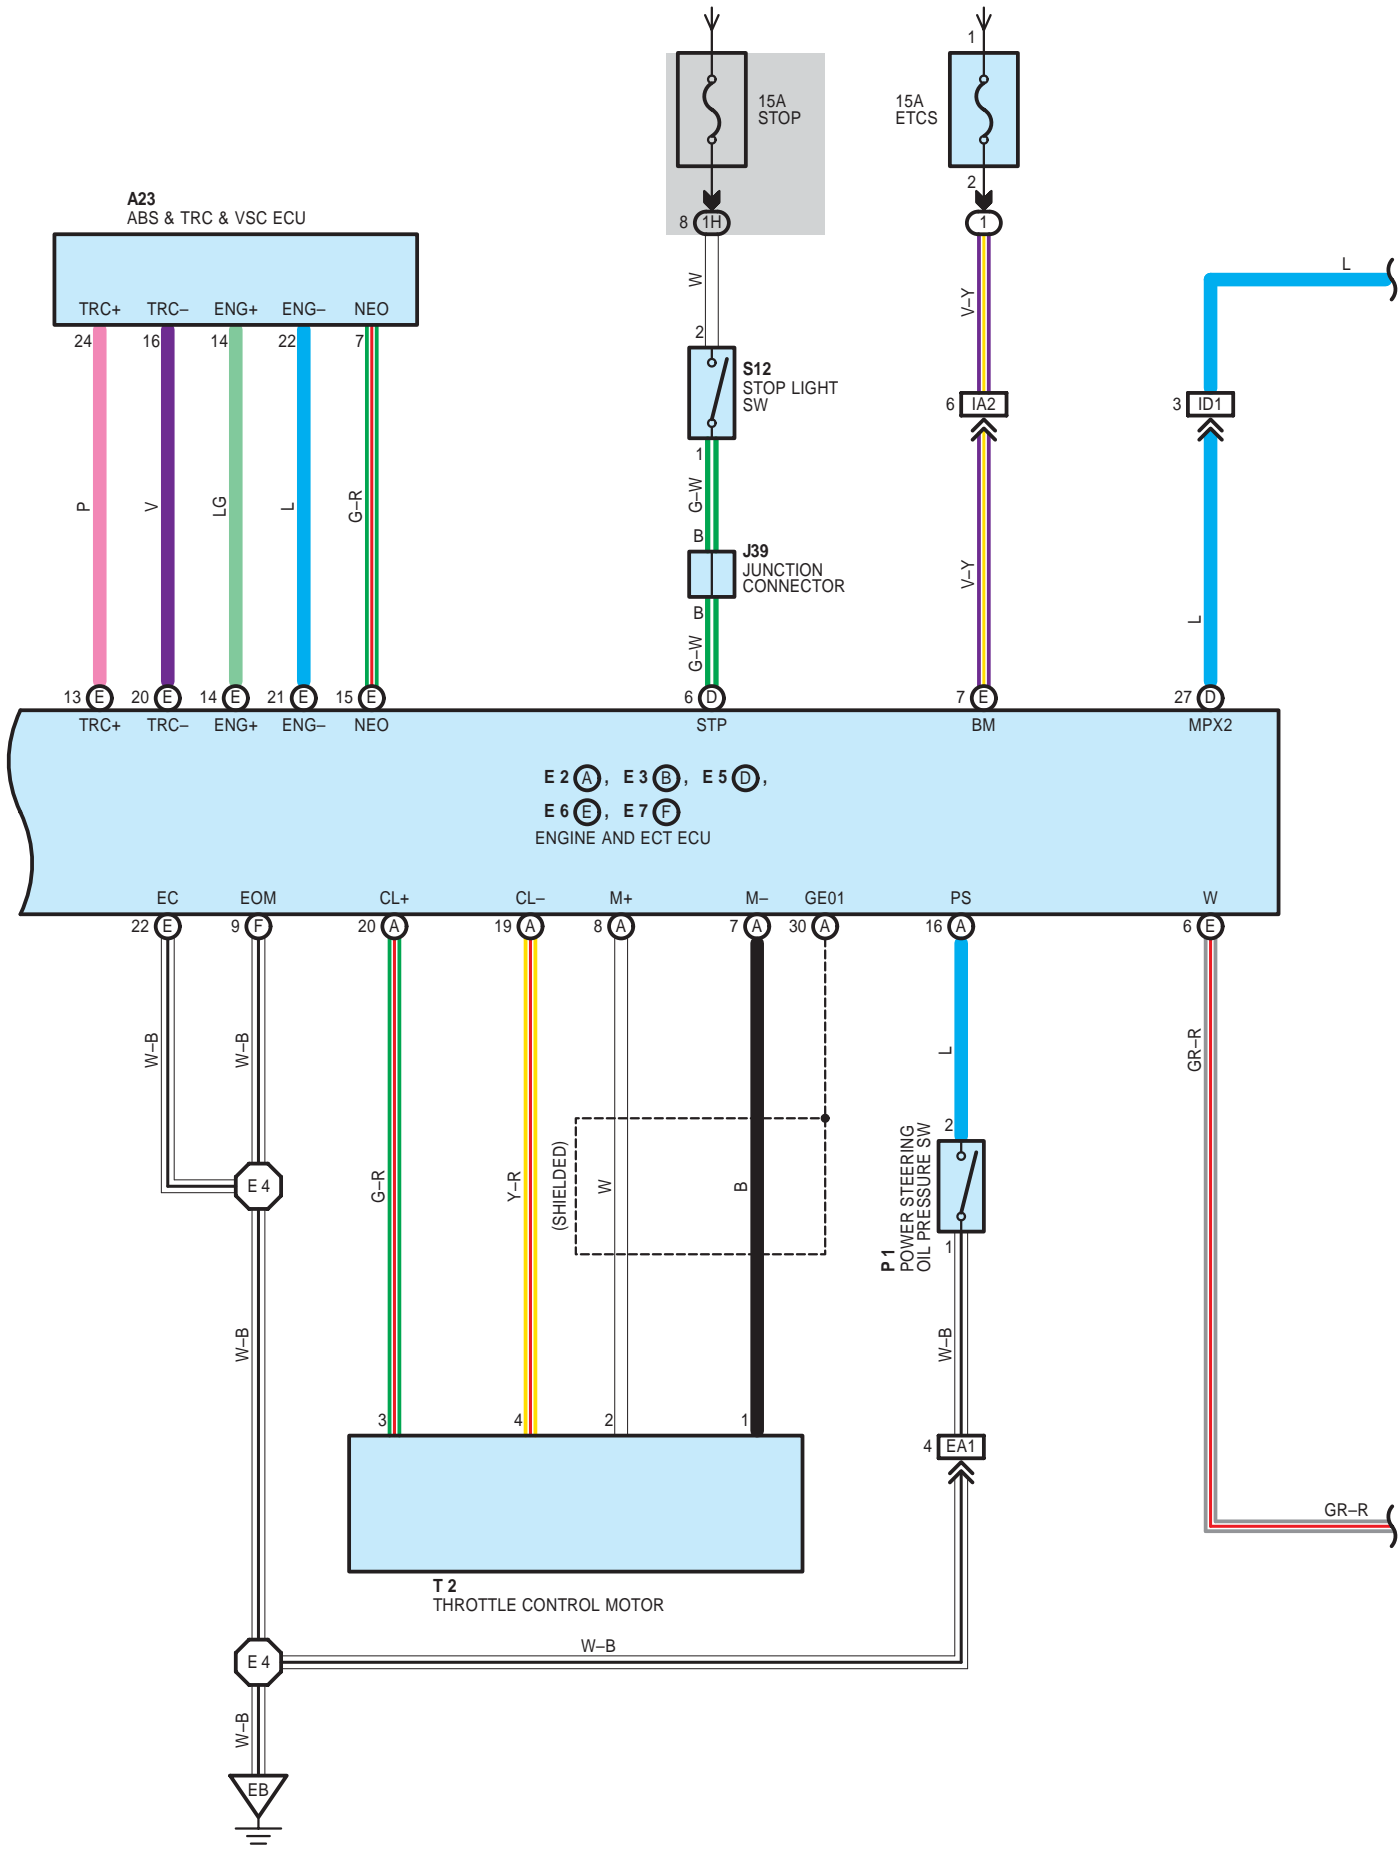 1
15A
STOP
15A
ETCS
2
8 1H
1
A23
ABS & TRC & VSC ECU
TRC+ TRC– ENG+ ENG– NEO
24 16 14 22 7
W
V–Y
L
2
S12
STOP LIGHT
SW
6 IA2
3 ID1
1
P V LG L G–R
G–W
B
J39
JUNCTION
CONNECTOR
V–Y
B
G–W
L
13 E 20 E 14 E 21 E 15 E 6 D 7 E 27 D
TRC+ TRC– ENG+ ENG– NEO STP BM MPX2
E 2 A , E 3 B , E 5 D ,
E 6 E , E 7 F
ENGINE AND ECT ECU
EC EOM CL+ CL– M+ M– GE01 PS W
22 E 9 F 20 A 19 A 8 A 7 A 30 A 16 A 6 E
W–B W–B L GR–R
2
E 4
G–R Y–R (SHIELDED) W B
P 1
POWER STEERING
OIL PRESSURE SW
1
W–B
W–B
3 4 2 1
4 EA1
GR–R
T 2
THROTTLE CONTROL MOTOR
W–B
E 4
W–B
EB